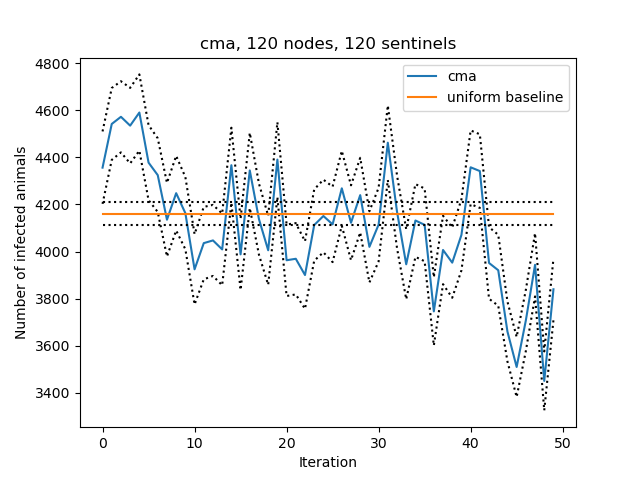 cma, 120 nodes, 120 sentinels
4800
4600
4400
4200
4000
3800
3600
3400
Number of infected animals
cma
uniform baseline
0 10 20 30 40 50
Iteration